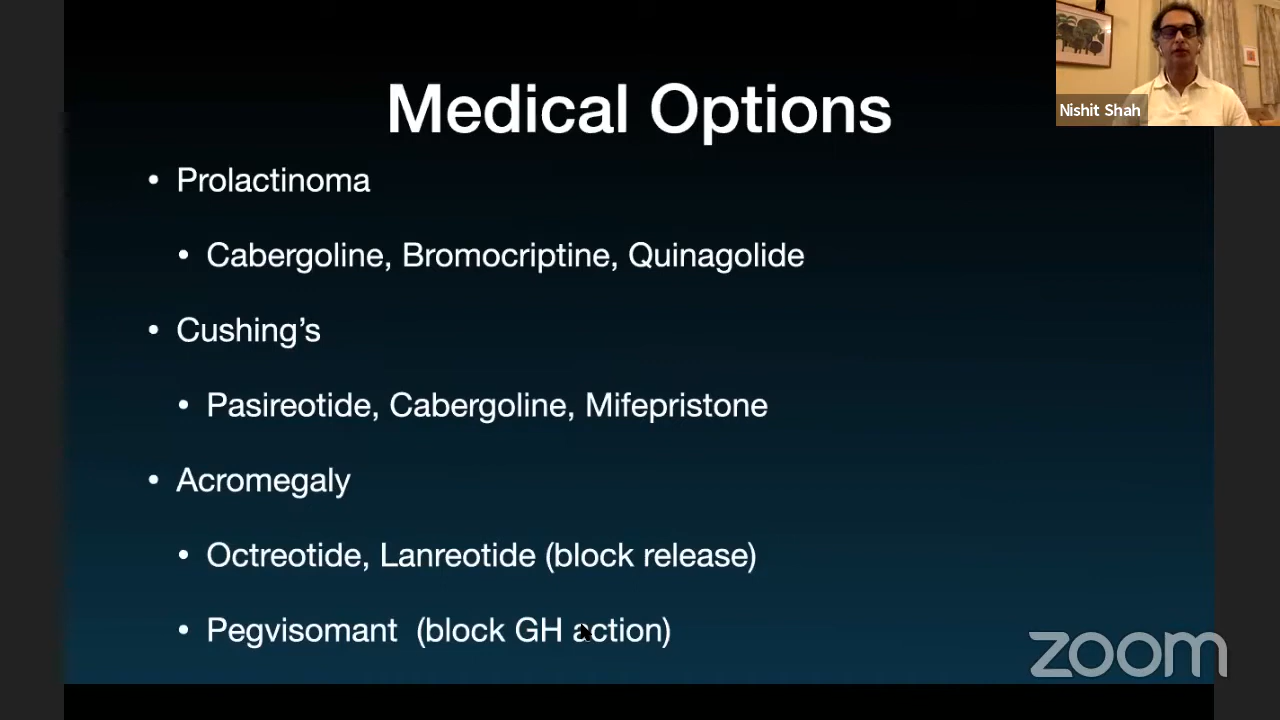 Medical Options
Nishit Shah
• Prolactinoma
• Cabergoline, Bromocriptine, Quinagolide
• Cushing’s
• Pasireotide, Cabergoline, Mifepristone
• Acromegaly
• Octreotide, Lanreotide (block release)
• Pegvisomant (block GH action)
zoom